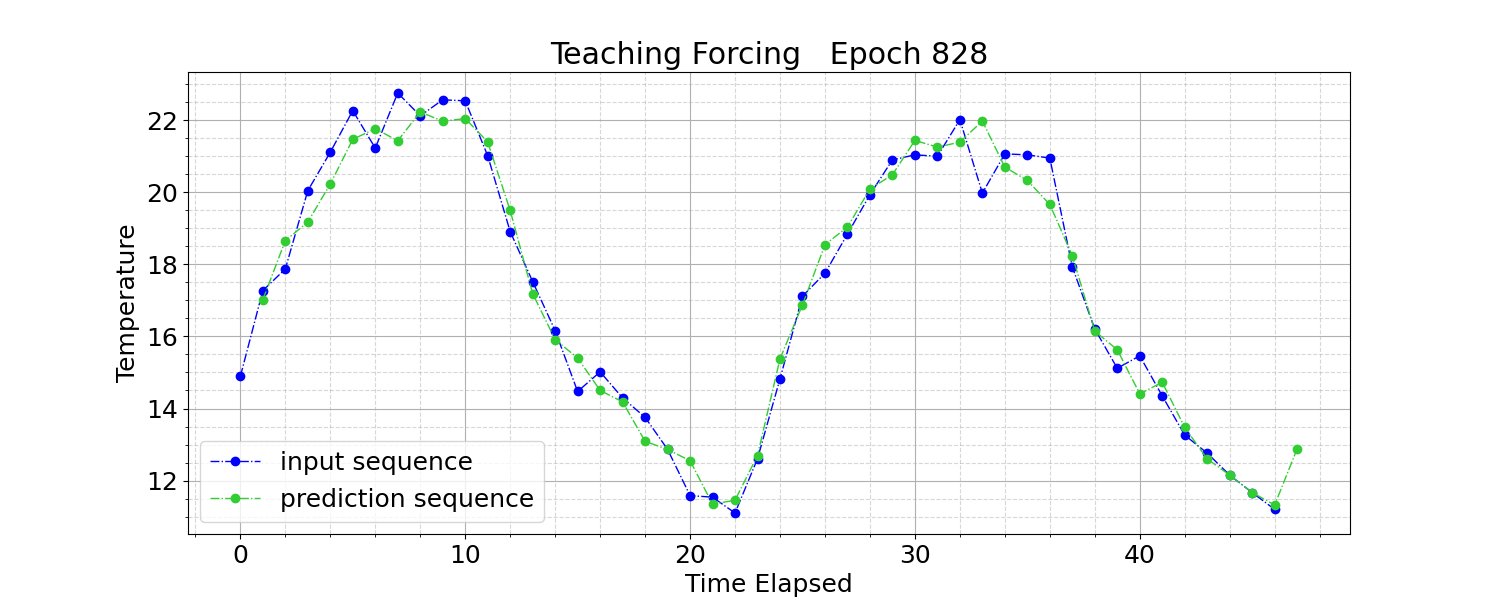 Teaching Forcing   Epoch 828
Temperature
22
20
18
16
14
12
input sequence
prediction sequence
0 10 20 30 40
Time Elapsed